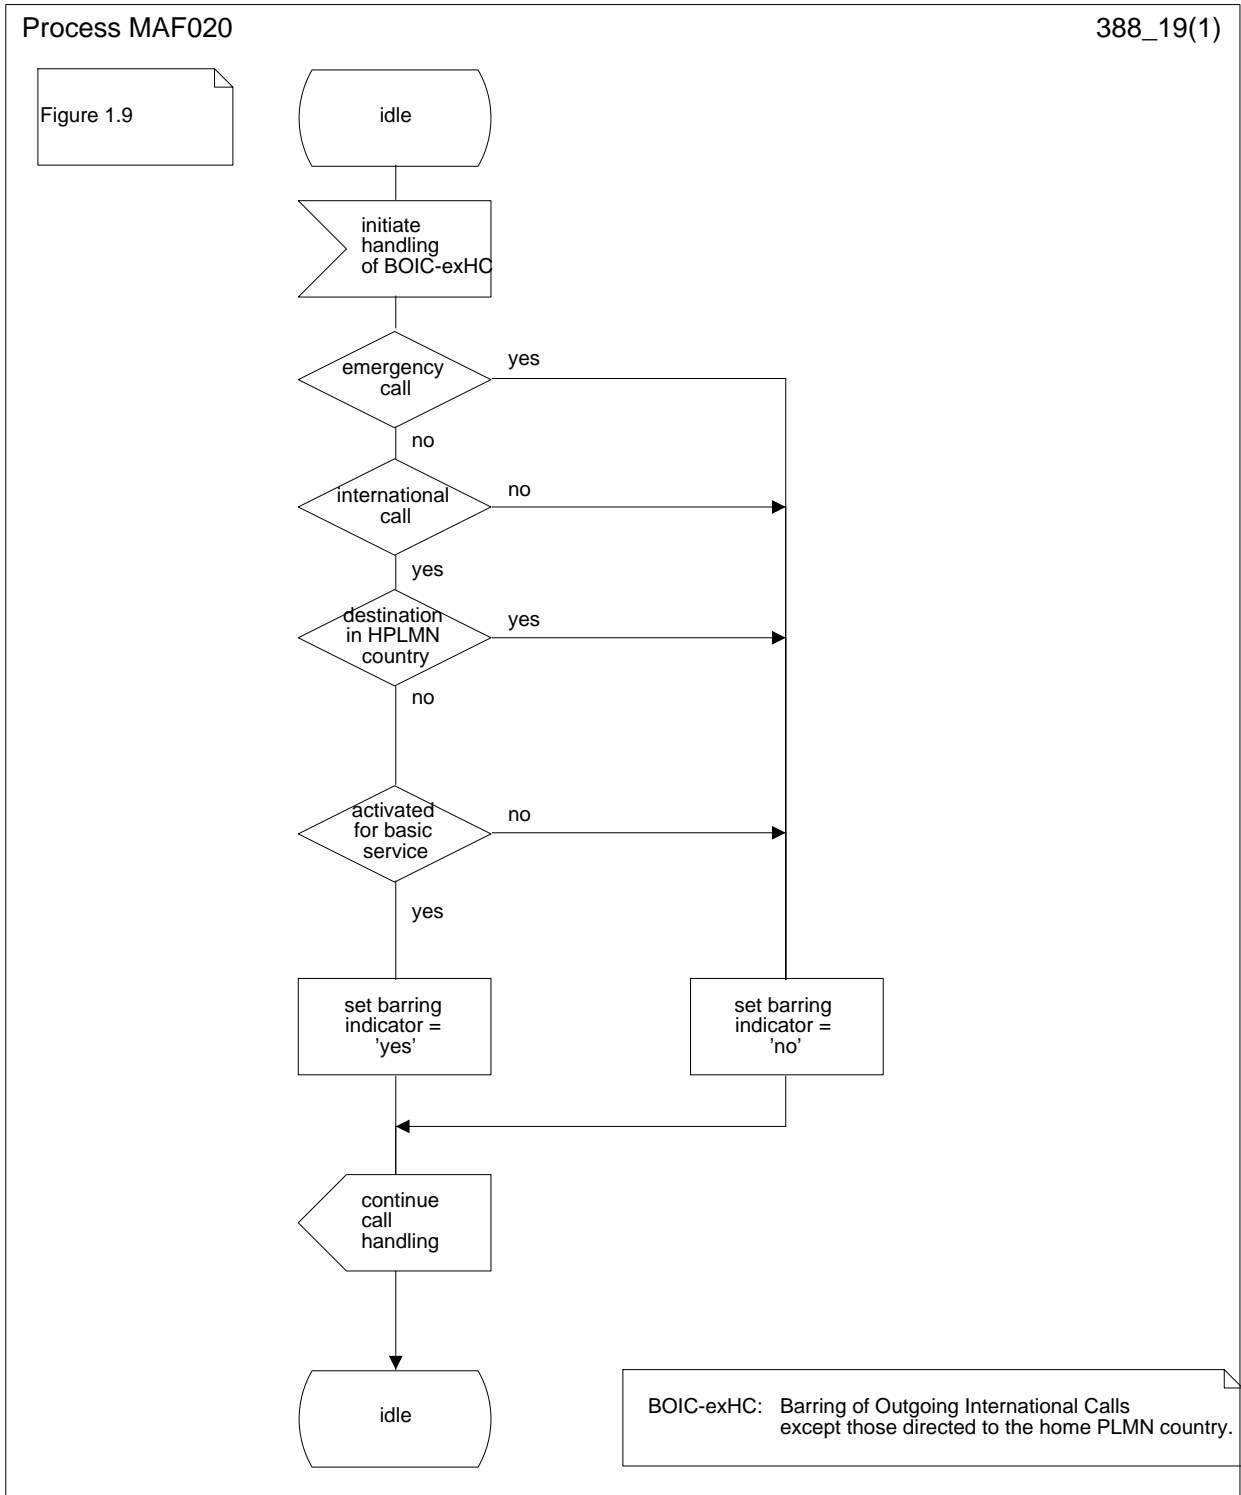 Process MAF020
388_19(1)
Figure 1.9
idle
initiate
handling
of BOIC-exHC
emergency
call
yes
no
international
call
no
yes
destination
in HPLMN
country
yes
no
activated
for basic
service
no
yes
set barring
indicator =
’yes’
set barring
indicator =
’no’
continue
call
handling
idle
BOIC-exHC: Barring of Outgoing International Calls
except those directed to the home PLMN country.